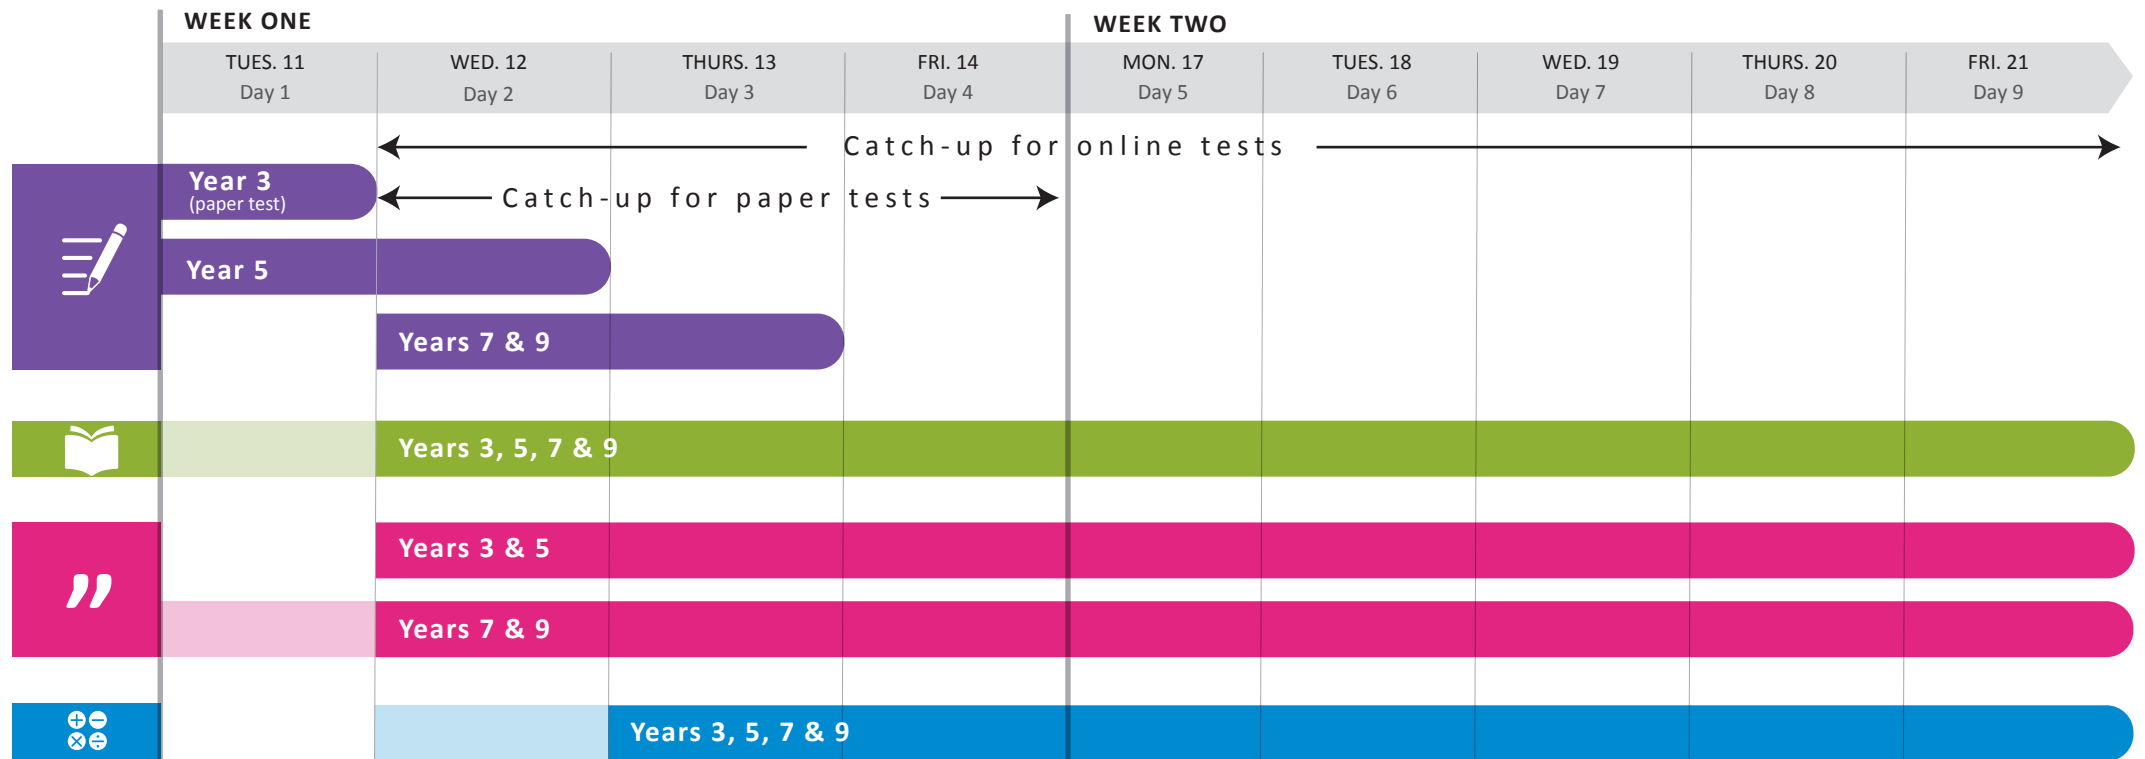 WEEK ONE
WEEK TWO
TUES. 11
Day 1
WED. 12
Day 2
THURS. 13
Day 3
FRI. 14
Day 4
MON. 17
Day 5
TUES. 18
Day 6
WED. 19
Day 7
THURS. 20
Day 8
FRI. 21
Day 9
Catch-up for online tests
Year 3
(paper test)
Catch-up for paper tests
Year 5
Years 7 & 9
Years 3, 5, 7 & 9
Years 3 & 5
Years 7 & 9
Years 3, 5, 7 & 9